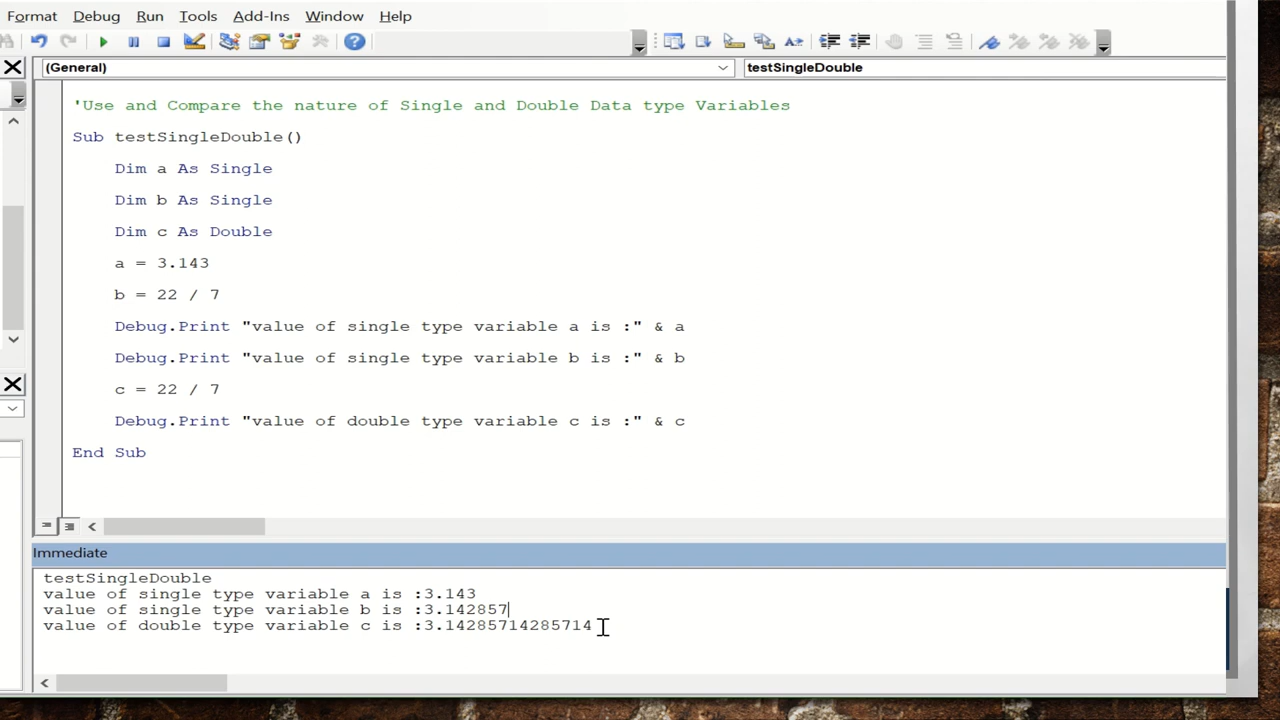 Format Debug Run Tools Add-Ins Window Help
(General) testSingleDouble
'Use and Compare the nature of Single and Double Data type Variables
Sub testSingleDouble()
Dim a As Single
Dim b As Single
Dim c As Double
a = 3.143
b = 22 / 7
Debug.Print "value of single type variable a is :" & a
Debug.Print "value of single type variable b is :" & b
c = 22 / 7
Debug.Print "value of double type variable c is :" & c
End Sub
Immediate
testSingleDouble
value of single type variable a is :3.143
value of single type variable b is :3.142857
value of double type variable c is :3.14285714285714